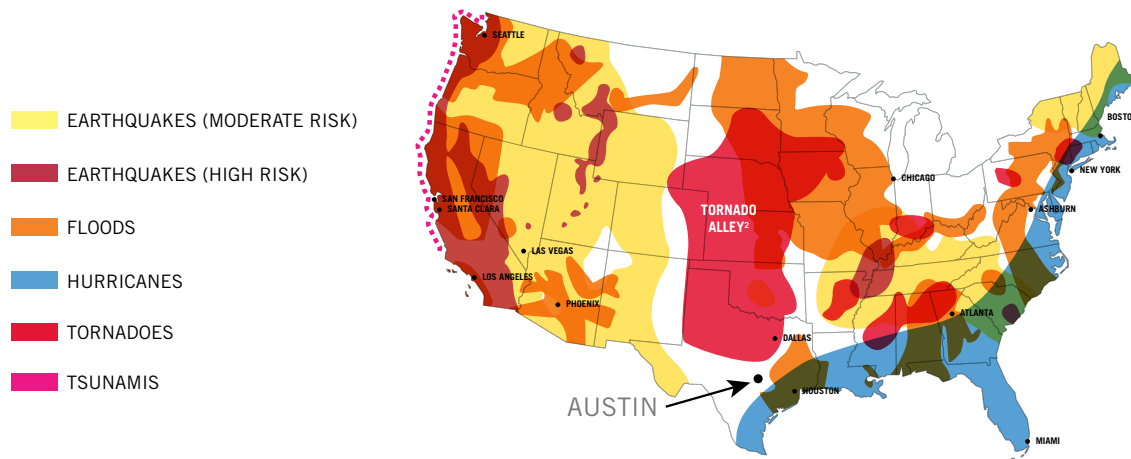 EARTHQUAKES (MODERATE RISK)
EARTHQUAKES (HIGH RISK)
FLOODS
HURRICANES
TORNADOES
TSUNAMIS
SEATTLE
SAN FRANCISCO
SANTA CLARA
LAS VEGAS
LOS ANGELES
PHOENIX
TORNADO
ALLEY²
DALLAS
AUSTIN
HOUSTON
CHICAGO
ATLANTA
MIAMI
ASHBURN
NEW YORK
BOSTO